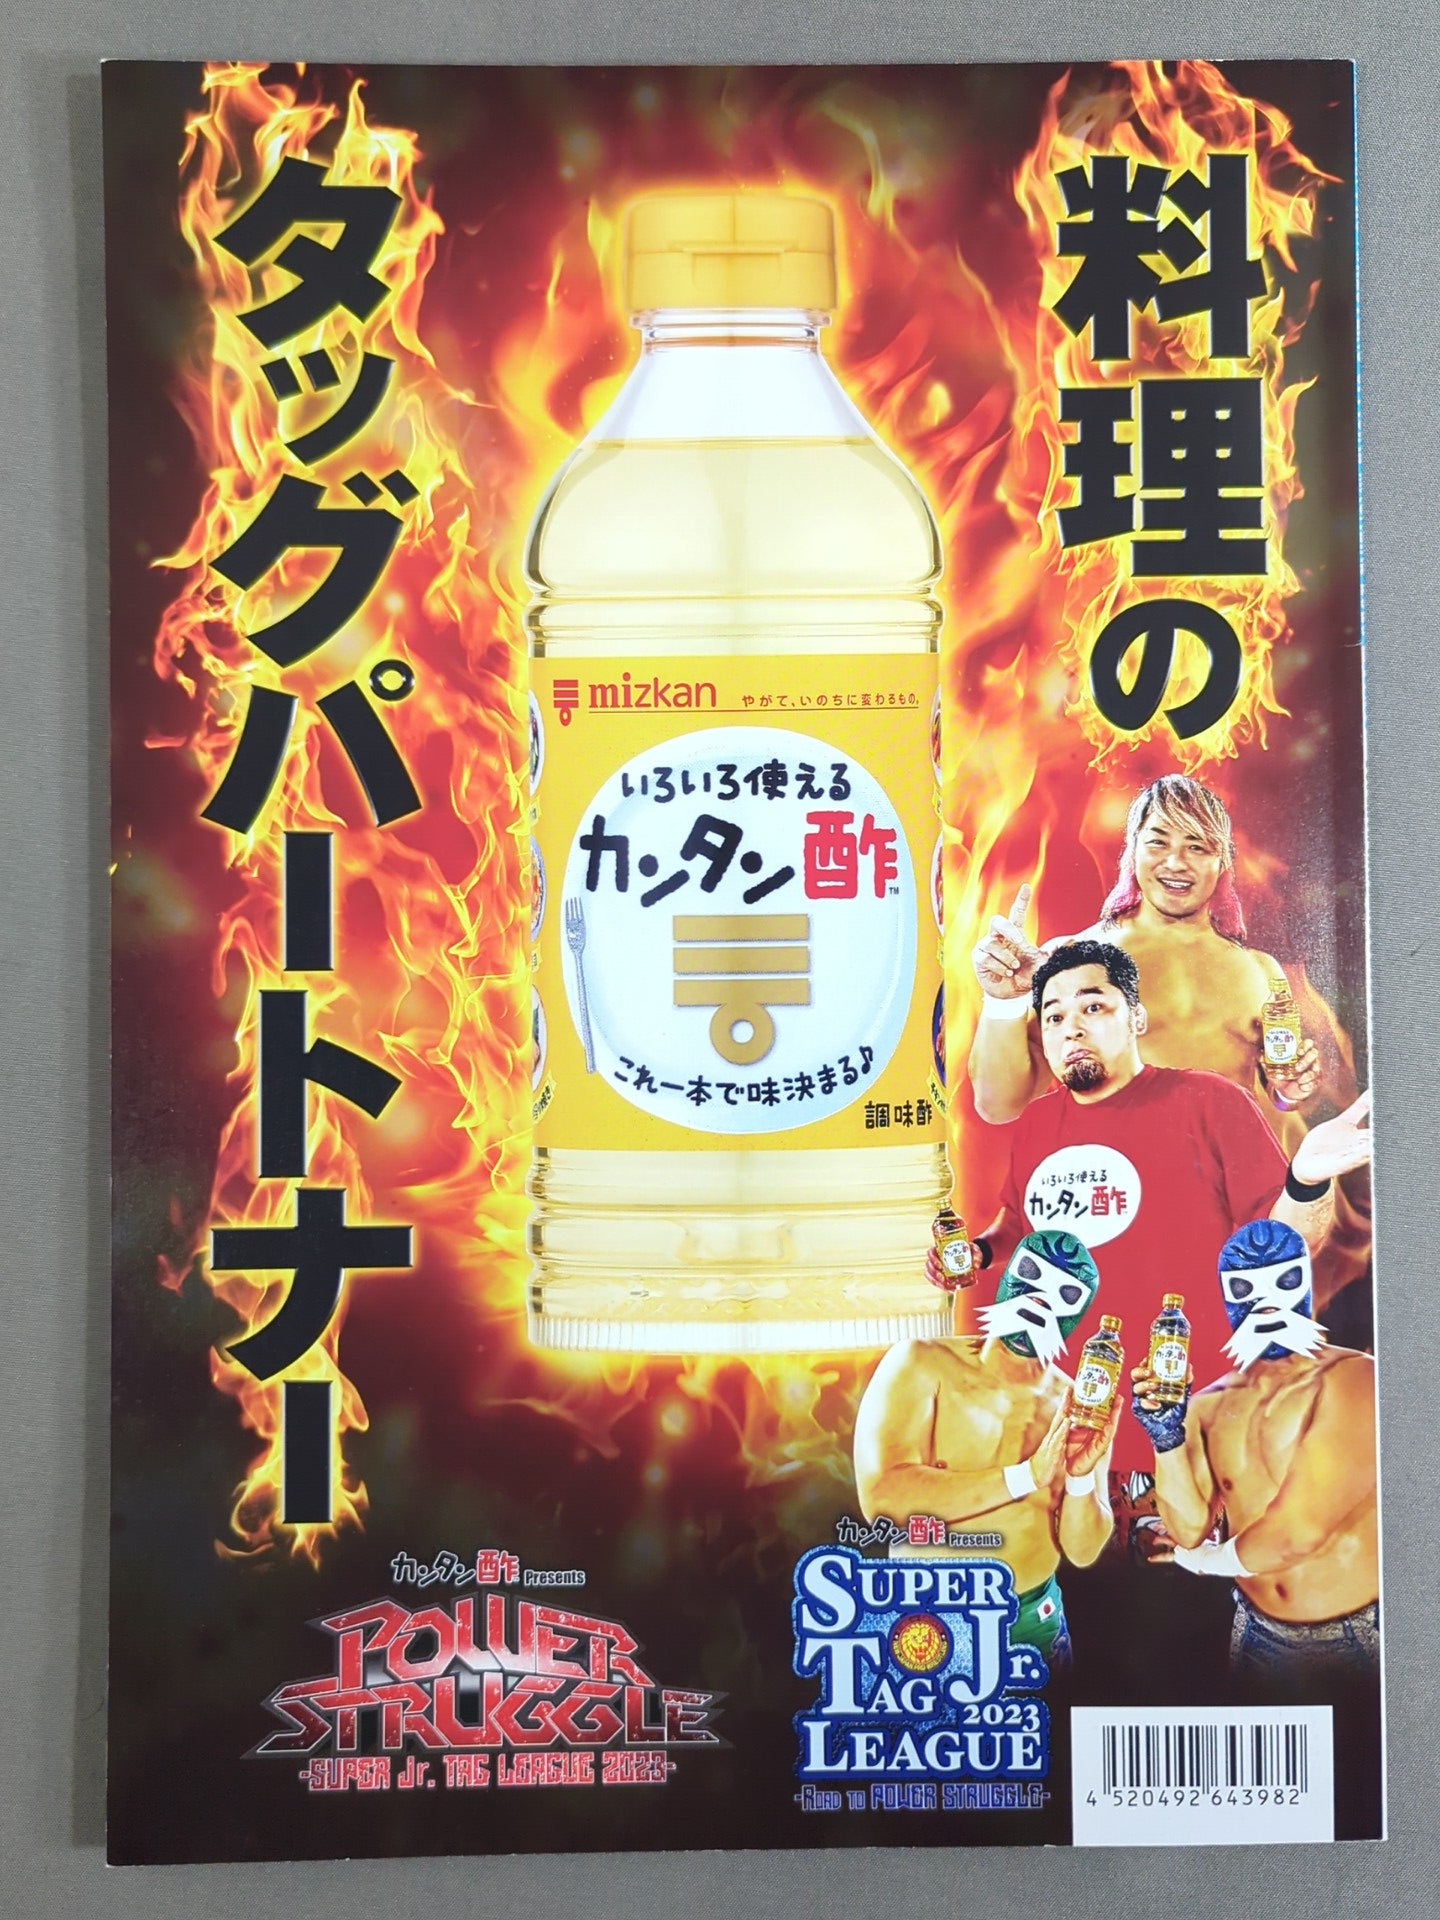 料理の
タッグパートナー
mizkan
やがて、いのちに変わるもの。
いろいろ使える
カンタン酢™
これ一本で味決まる♪
調味酢
いろいろ使える
カンタン酢
カンタン酢 Presents
POWER
STRUGGLE
-SUPER Jr. TAG LEAGUE 2023-
カンタン酢 Presents
SUPER Jr.
TAG
LEAGUE
2023
-ROAD TO POWER STRUGGLE-
4 520492 643982